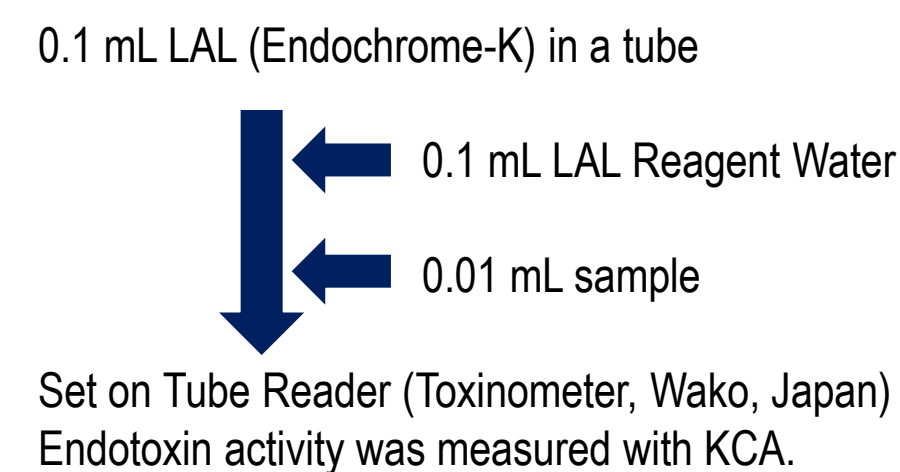 0.1 mL LAL (Endochrome-K) in a tube
0.1 mL LAL Reagent Water
0.01 mL sample
Set on Tube Reader (Toxinometer, Wako, Japan)
Endotoxin activity was measured with KCA.